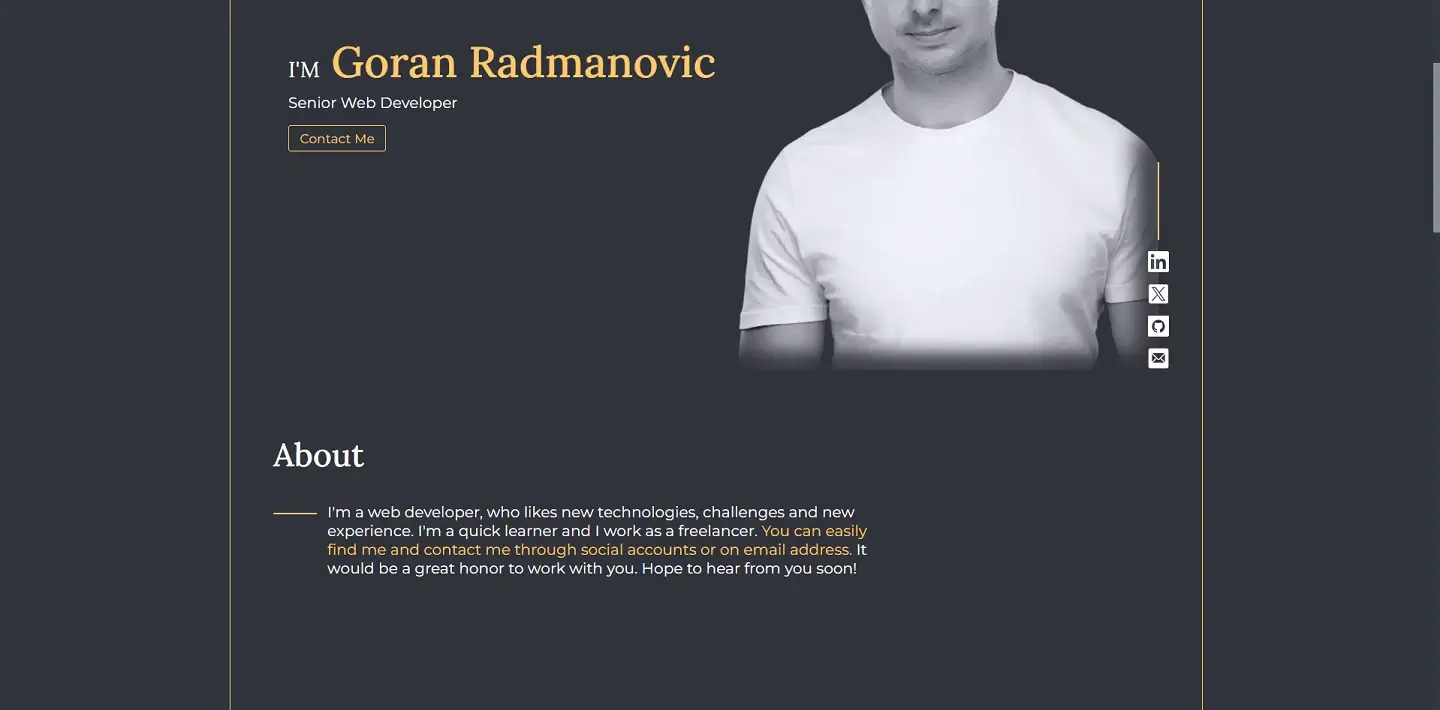 I'M Goran Radmanovic
Senior Web Developer
Contact Me
in
X
About
I'm a web developer, who likes new technologies, challenges and new
experience. I'm a quick learner and I work as a freelancer. You can easily
find me and contact me through social accounts or on email address. It
would be a great honor to work with you. Hope to hear from you soon!